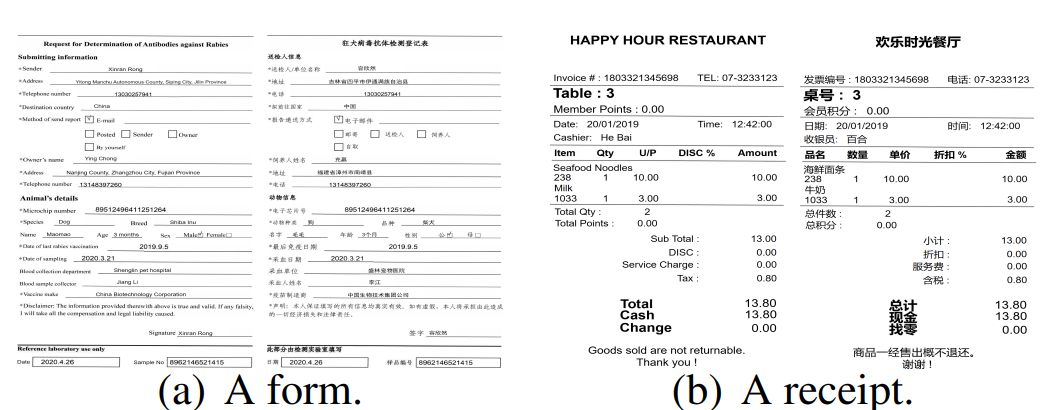 Request for Determination of Antibodies against Rabies
Submitting information
*Sender Xinran Rong
*Address Yitong Manchu Autonomous County, Siping City, Jilin Province
*Telephone number 13030257941
*Destination country China
*Method of send report √ E-mail
Posted Sender Owner
By yourself
*Owner's name Ying Chong
*Address Nanjing County, Zhangzhou City, Fujian Province
*Telephone number 13148397260
Animal's details
*Microchip number 895124964112511264
*Species Dog Breed Shiba Inu
Name Maomao Age 3 months Sex Male√ Female
*Date of last rabies vaccination 2019.9.5
*Date of sampling 2020.3.21
Blood collection department Shenglin pet hospital
Blood sample collector Jiang Li
*Vaccine make China Biotechnology Corporation
*Disclaimer: The information provided therewith above is true and valid. If any falsity,
I will take all the compensation and legal liability caused.
Signature Xinran Rong
Reference laboratory use only
Date 2020.4.26 Sample No 8962146521415
狂犬病毒抗体检测登记表
送检人信息
*送检人/单位名称 容欣然
*地址 吉林省四平市伊通满族自治县
*电话 13030257941
*报前往国家 中国
*报告递送方式 √ 电子邮件
邮寄 送检人 饲养人
自取
*饲养人姓名 充赢
*地址 福建省漳州市南靖县
*电话 13148397260
动物信息
*电子芯片号 895124964112511264
*动物种类 狗 品种 柴犬
名字 毛毛 年龄 3个月 性别 公√ 母
*最后免疫日期 2019.9.5
*采血日期 2020.3.21
采血单位 盛林宠物医院
采血人姓名 李江
*疫苗制造商 中国生物技术集团公司
*声明：本人保证填写的所有信息均真实有效。如有虚假，本人将承担由此造成
的一切经济损失和法律责任。
签字 容欣然
此部分由检测实验室填写
日期 2020.4.26 样品编号 8962146521415
(a) A form.
HAPPY HOUR RESTAURANT
Invoice # : 1803321345698 TEL: 07-3233123
Table : 3
Member Points : 0.00
Date: 20/01/2019 Time: 12:42:00
Cashier: He Bai
Item Qty U/P DISC % Amount
Seafood Noodles
238 1 10.00 10.00
Milk
1033 1 3.00 3.00
Total Qty : 2
Total Points : 0.00
Sub Total : 13.00
DISC : 0.00
Service Charge : 0.00
Tax : 0.80
Total 13.80
Cash 13.80
Change 0.00
Goods sold are not returnable.
Thank you !
欢乐时光餐厅
发票编号 : 1803321345698 电话: 07-3233123
桌号 : 3
会员积分 : 0.00
日期: 20/01/2019 时间: 12:42:00
收银员: 百合
品名 数量 单价 折扣 % 金额
海鲜面条
238 1 10.00 10.00
牛奶
1033 1 3.00 3.00
总件数 : 2
总积分 : 0.00
小计 : 13.00
折扣 : 0.00
服务费 : 0.00
含税 : 0.80
总计 13.80
现金 13.80
找零 0.00
商品一经售出概不退还。
谢谢！
(b) A receipt.